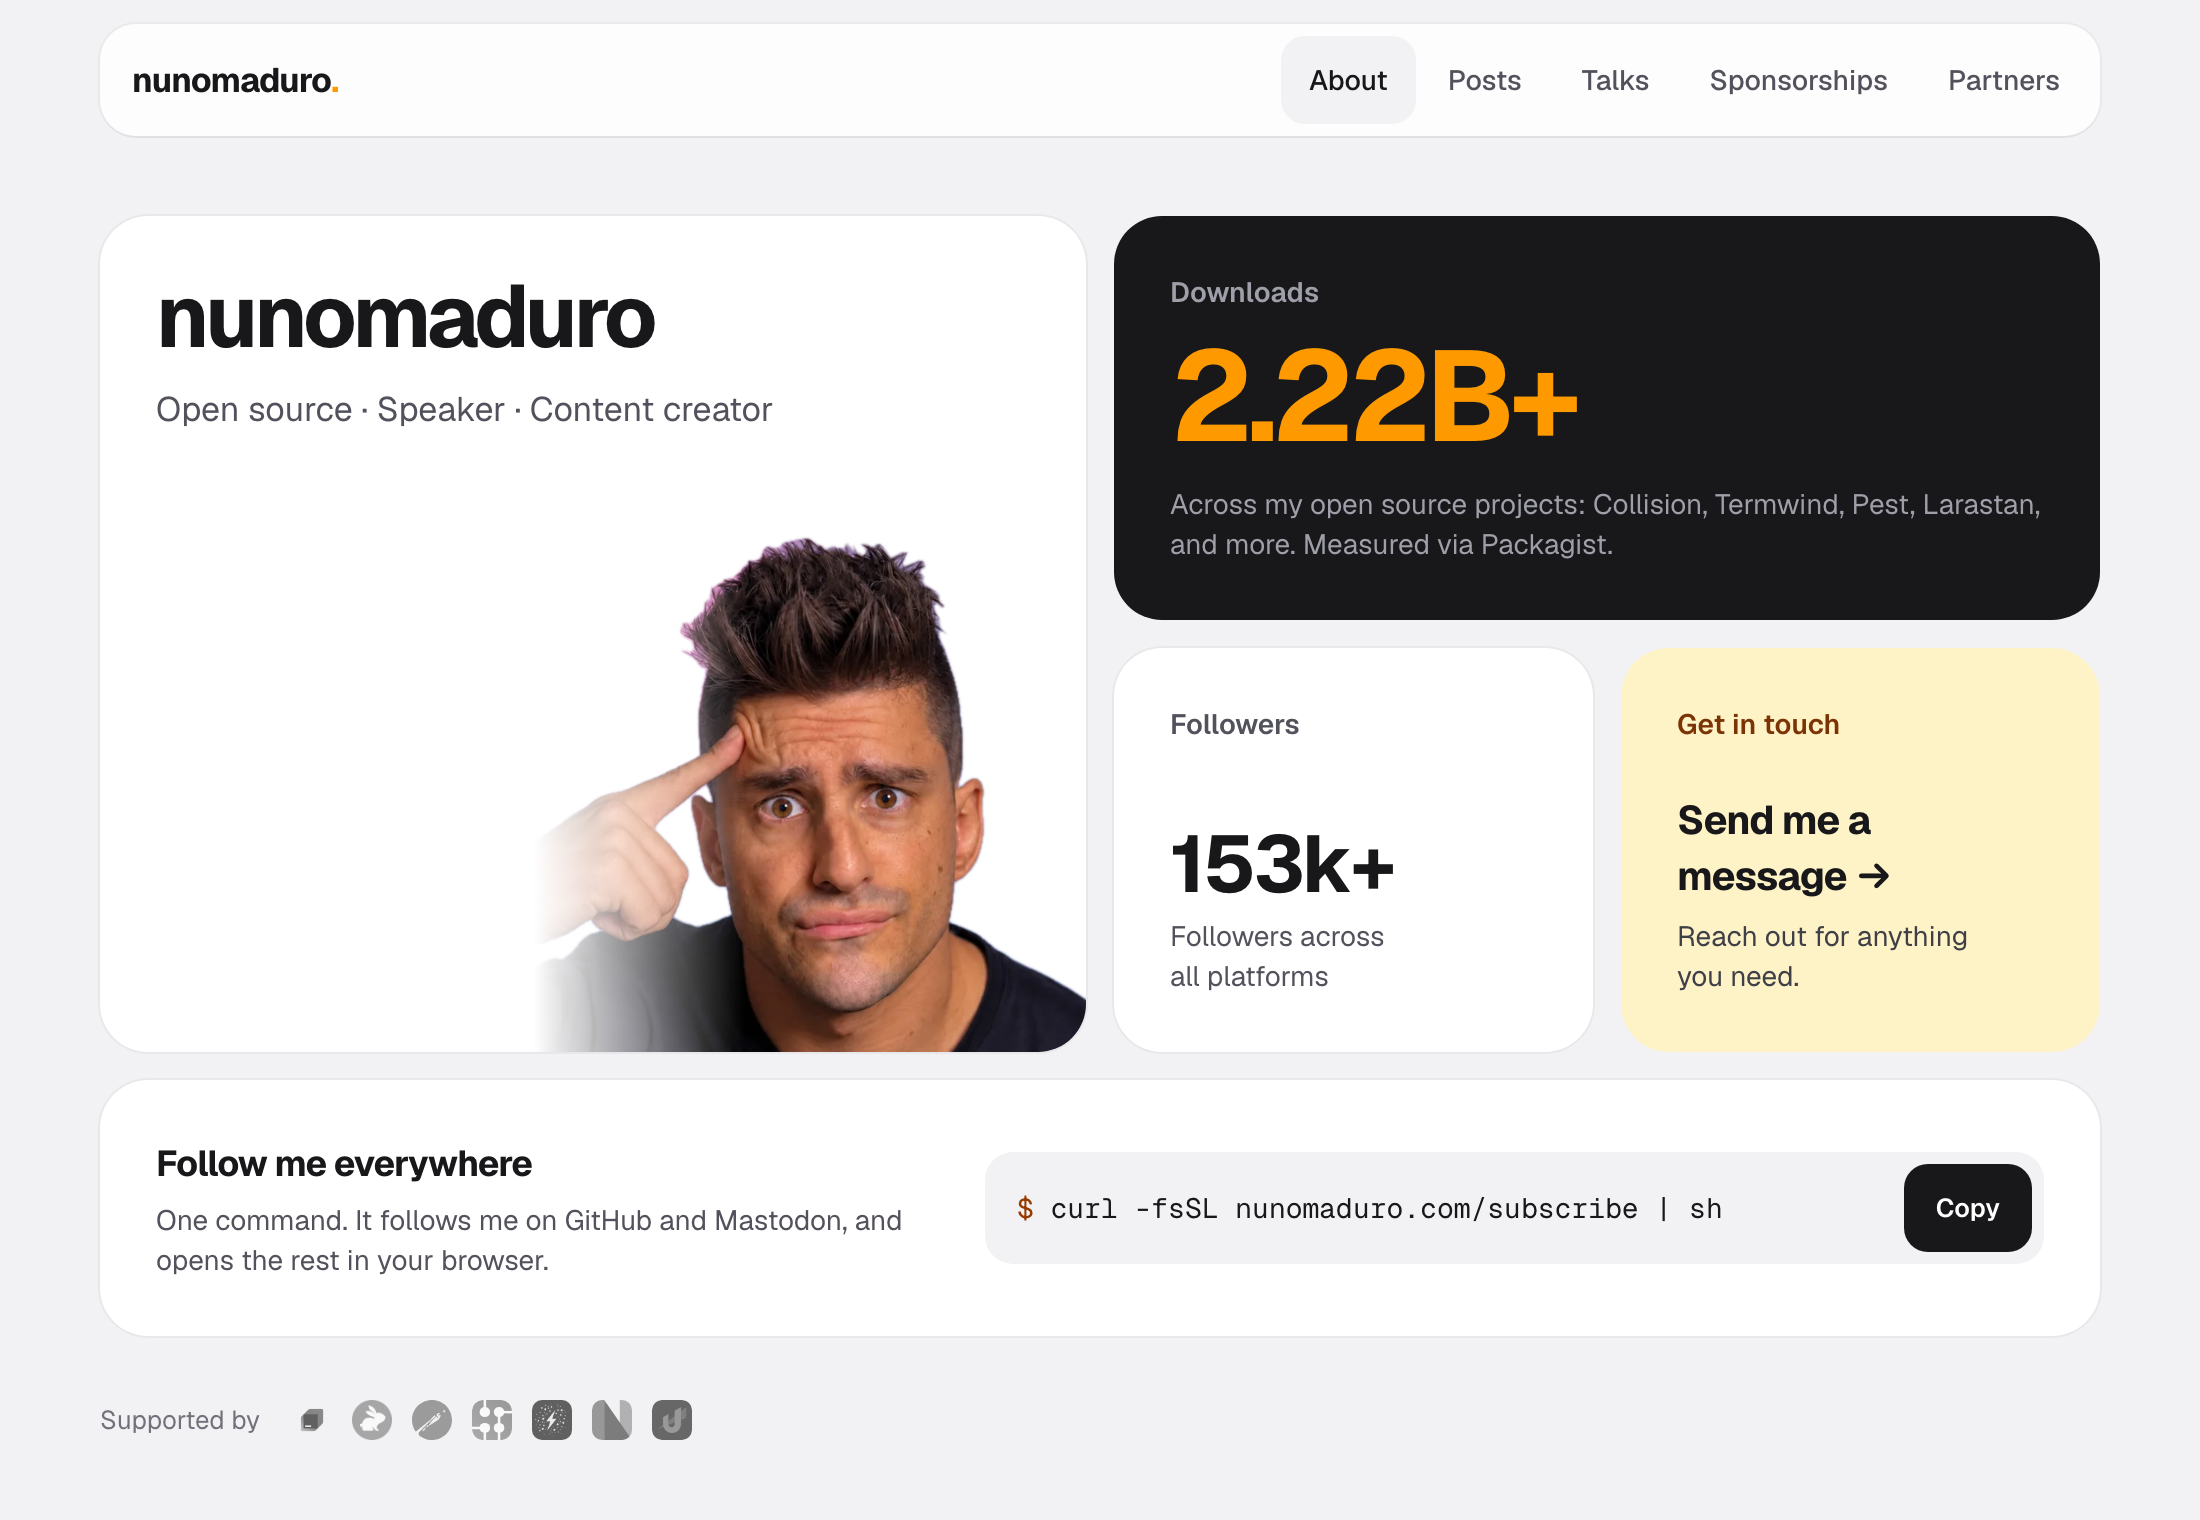 nunomaduro.
About
Posts
Talks
Sponsorships
Partners
nunomaduro
Open source · Speaker · Content creator
Downloads
2.22B+
Across my open source projects: Collision, Termwind, Pest, Larastan,
and more. Measured via Packagist.
Followers
153k+
Followers across
all platforms
Get in touch
Send me a
message →
Reach out for anything
you need.
Follow me everywhere
One command. It follows me on GitHub and Mastodon, and
opens the rest in your browser.
$ curl -fsSL nunomaduro.com/subscribe | sh
Copy
Supported by